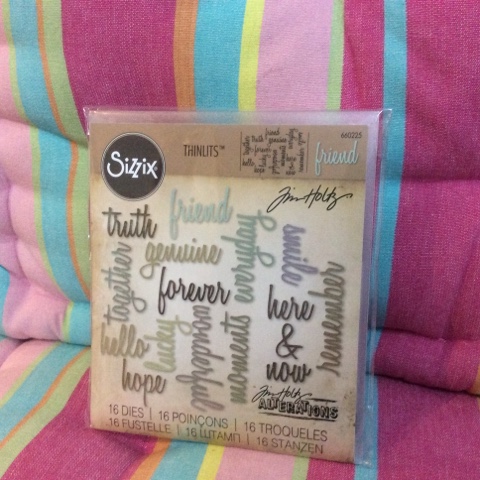 Sizzix
THINLITS™
660225
friend
Tim Holtz
truth
friend
genuine
together
everyday
smile
forever
here
&
now
remember
hello
lucky
wonderful
moments
hope
Tim Holtz
ALTERATIONS
16 DIES | 16 POINÇONS | 16 TROQUELES
16 FUSTELLE | 16 ШТАМП | 16 STANZEN